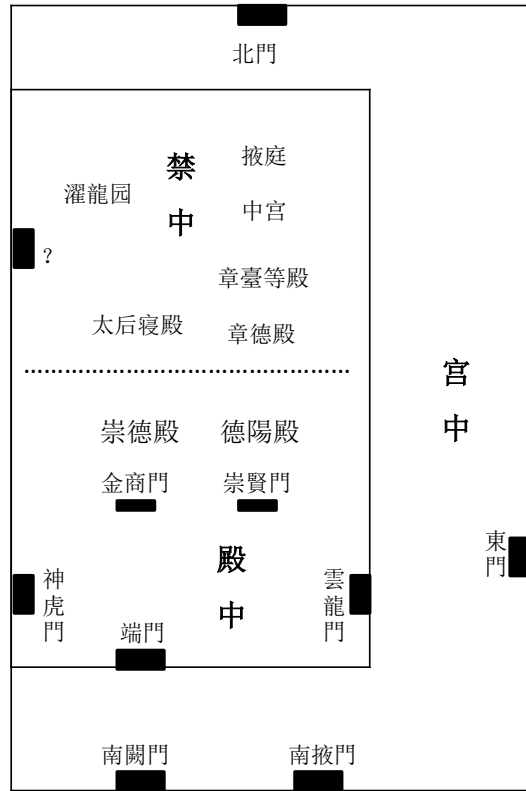 北門
禁中
掖庭
濯龍园
中宫
?
章臺等殿
太后寝殿
章德殿
宫中
崇德殿
德陽殿
金商門
崇賢門
東門
殿中
神虎門
雲龍門
端門
南闕門
南掖門